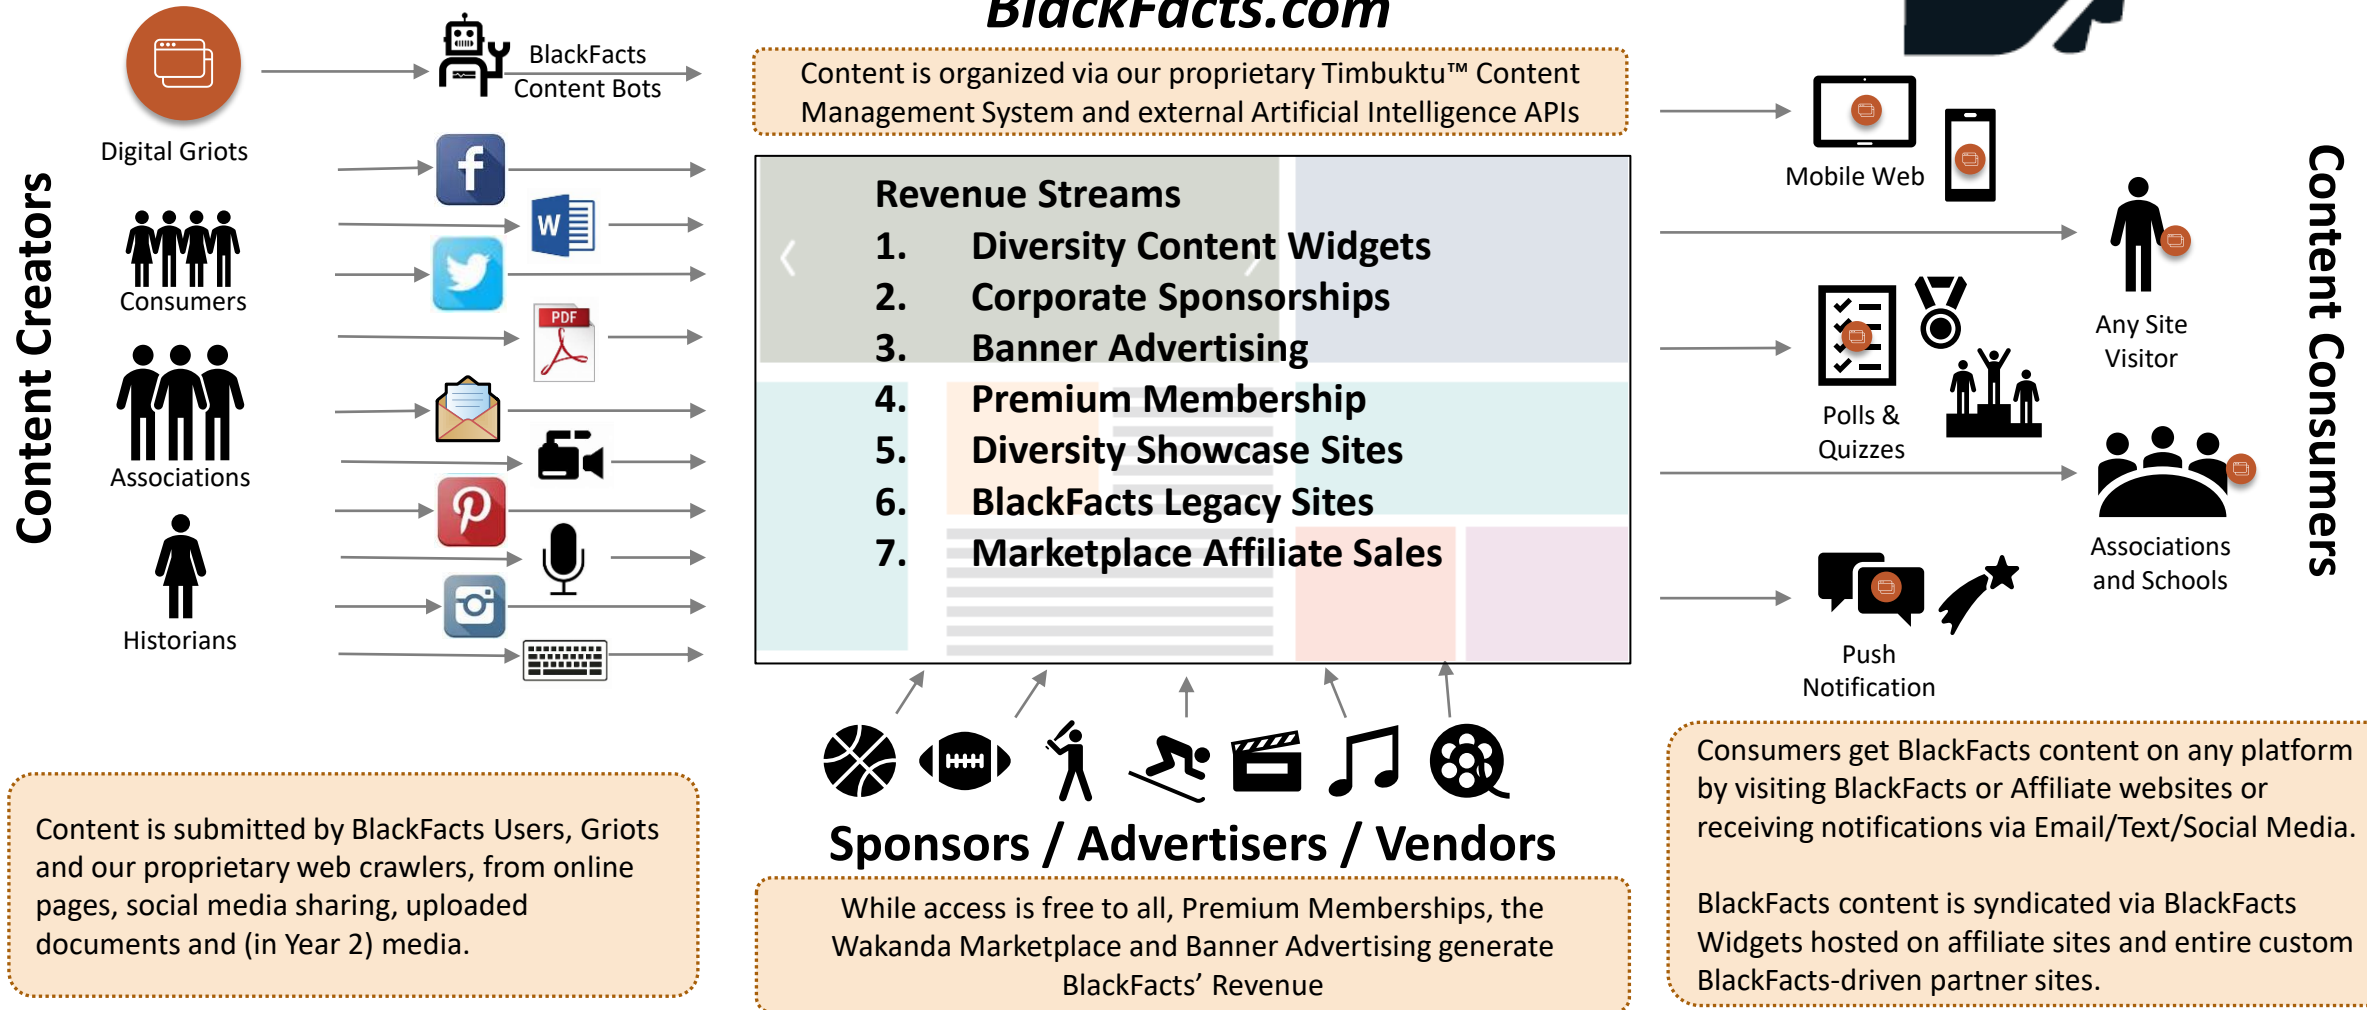 BlackFacts.com
Content Creators
Digital Griots
Consumers
Associations
Historians
BlackFacts
Content Bots
f
W
PDF
Content is organized via our proprietary Timbuktu™ Content
Management System and external Artificial Intelligence APIs
Revenue Streams
1. Diversity Content Widgets
2. Corporate Sponsorships
3. Banner Advertising
4. Premium Membership
5. Diversity Showcase Sites
6. BlackFacts Legacy Sites
7. Marketplace Affiliate Sales
Mobile Web
Any Site
Visitor
Polls &
Quizzes
Associations
and Schools
Push
Notification
Content Consumers
Content is submitted by BlackFacts Users, Griots
and our proprietary web crawlers, from online
pages, social media sharing, uploaded
documents and (in Year 2) media.
Sponsors / Advertisers / Vendors
While access is free to all, Premium Memberships, the
Wakanda Marketplace and Banner Advertising generate
BlackFacts’ Revenue
Consumers get BlackFacts content on any platform
by visiting BlackFacts or Affiliate websites or
receiving notifications via Email/Text/Social Media.
BlackFacts content is syndicated via BlackFacts
Widgets hosted on affiliate sites and entire custom
BlackFacts-driven partner sites.